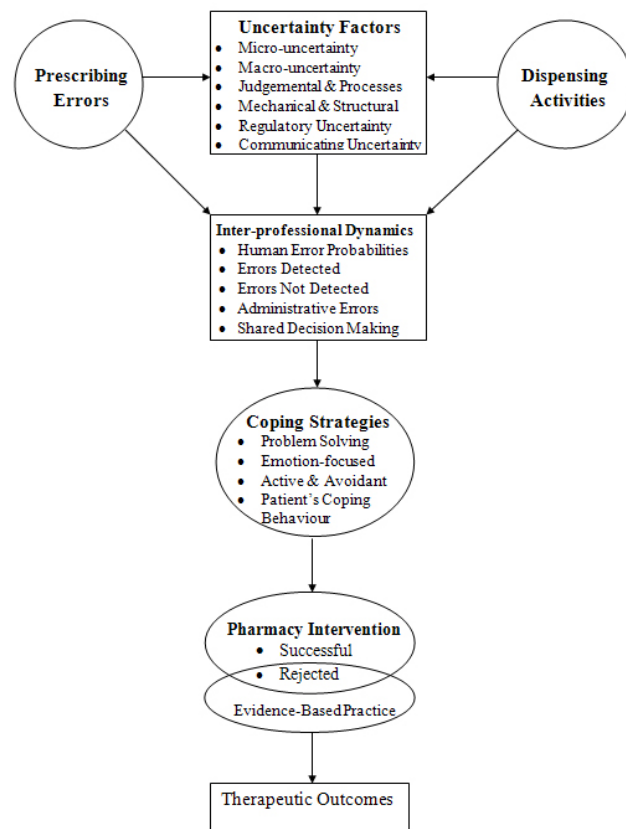 Uncertainty Factors
• Micro-uncertainty
• Macro-uncertainty
• Judgemental & Processes
• Mechanical & Structural
• Regulatory Uncertainty
• Communicating Uncertainty
Prescribing
Errors
Dispensing
Activities
Inter-professional Dynamics
• Human Error Probabilities
• Errors Detected
• Errors Not Detected
• Administrative Errors
• Shared Decision Making
Coping Strategies
• Problem Solving
• Emotion-focused
• Active & Avoidant
• Patient’s Coping
Behaviour
Pharmacy Intervention
• Successful
• Rejected
Evidence-Based Practice
Therapeutic Outcomes